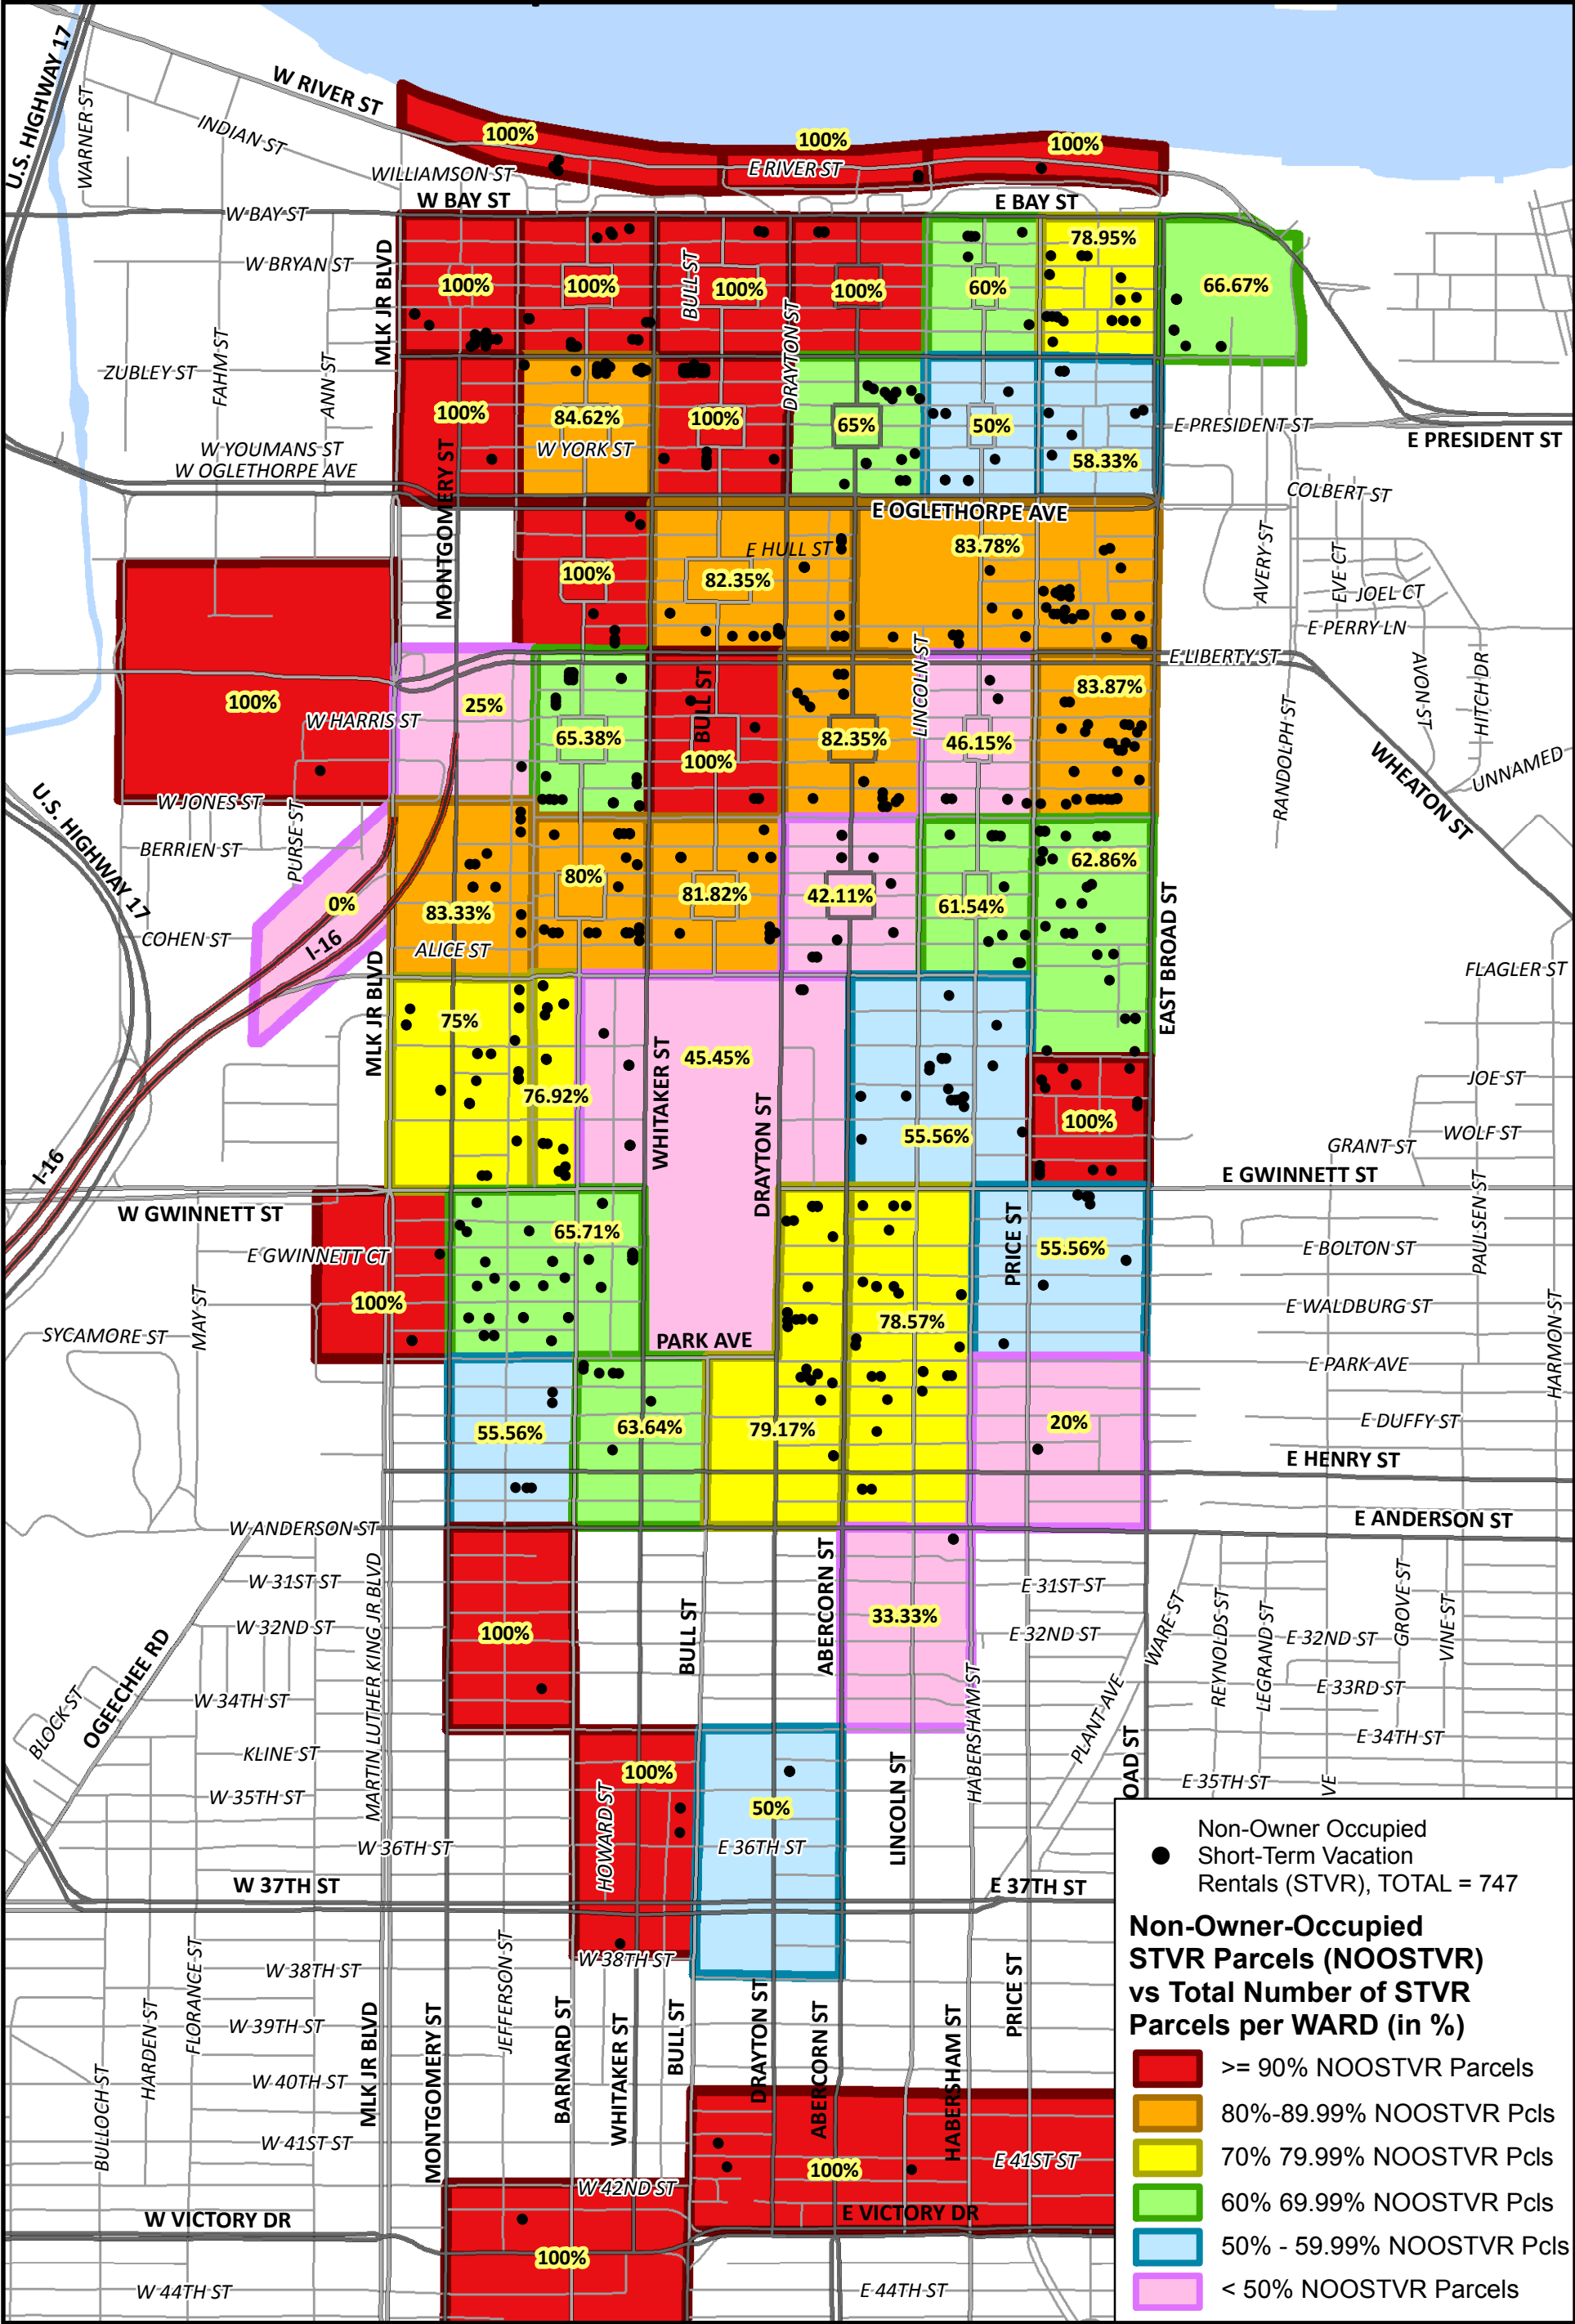 U.S. HIGHWAY 17
WARNER ST
W RIVER ST
INDIAN ST
100%
100%
100%
WILLIAMSON ST
E RIVER ST
W BAY ST
W BAY ST
E BAY ST
W BRYAN ST
MLK JR BLVD
BULL ST
78.95%
100%
100%
100%
100%
60%
66.67%
DRAYTON ST
ZUBLEY ST
FAHM ST
ANN ST
100%
84.62%
100%
65%
50%
E PRESIDENT ST
E PRESIDENT ST
W YORK ST
58.33%
W YOUMANS ST
W OGLETHORPE AVE
MONTGOMERY ST
E OGLETHORPE AVE
COLBERT ST
E HULL ST
83.78%
AVERY ST
EVE CT
JOEL CT
100%
82.35%
E PERRY LN
LINCOLN ST
E LIBERTY ST
AVON ST
HITCH DR
100%
25%
W HARRIS ST
BULL ST
83.87%
65.38%
82.35%
46.15%
100%
RANDOLPH ST
WHEATON ST
UNNAMED
W JONES ST
U.S. HIGHWAY 17
PURSE ST
BERRIEN ST
62.86%
80%
81.82%
42.11%
61.54%
0%
83.33%
COHEN ST
I-16
ALICE ST
EAST BROAD ST
FLAGLER ST
MLK JR BLVD
75%
WHITAKER ST
45.45%
76.92%
DRAYTON ST
55.56%
100%
JOE ST
WOLF ST
GRANT ST
I-16
E GWINNETT ST
PAULSEN ST
W GWINNETT ST
65.71%
PRICE ST
55.56%
E BOLTON ST
E GWINNETT CT
100%
MAY ST
78.57%
E WALDBURG ST
HARMON ST
SYCAMORE ST
PARK AVE
E PARK AVE
55.56%
63.64%
79.17%
20%
E DUFFY ST
E HENRY ST
W ANDERSON ST
E ANDERSON ST
W 31ST ST
E 31ST ST
MARTIN LUTHER KING JR BLVD
BULL ST
ABERCORN ST
33.33%
W 32ND ST
100%
E 32ND ST
WARE ST
REYNOLDS ST
LEGRAND ST
E 32ND ST
GROVE ST
VINE ST
OGEECHEE RD
BLOCK ST
W 34TH ST
HABERSHAM ST
PLANT AVE
E 33RD ST
E 34TH ST
KLINE ST
100%
LINCOLN ST
OAD ST
E 35TH ST
VE
W 35TH ST
HOWARD ST
50%
W 36TH ST
E 36TH ST
W 37TH ST
E 37TH ST
W 38TH ST
W 38TH ST
FLORANCE ST
JEFFERSON ST
HARDEN ST
W 39TH ST
MLK JR BLVD
MONTGOMERY ST
BARNARD ST
WHITAKER ST
BULL ST
DRAYTON ST
ABERCORN ST
HABERSHAM ST
PRICE ST
BULLOCH ST
W 40TH ST
W 41ST ST
100%
E 41ST ST
W 42ND ST
W VICTORY DR
E VICTORY DR
100%
W 44TH ST
E 44TH ST
Non-Owner Occupied
Short-Term Vacation
Rentals (STVR), TOTAL = 747
Non-Owner-Occupied
STVR Parcels (NOOSTVR)
vs Total Number of STVR
Parcels per WARD (in %)
>= 90% NOOSTVR Parcels
80%-89.99% NOOSTVR Pcls
70% 79.99% NOOSTVR Pcls
60% 69.99% NOOSTVR Pcls
50% - 59.99% NOOSTVR Pcls
< 50% NOOSTVR Parcels